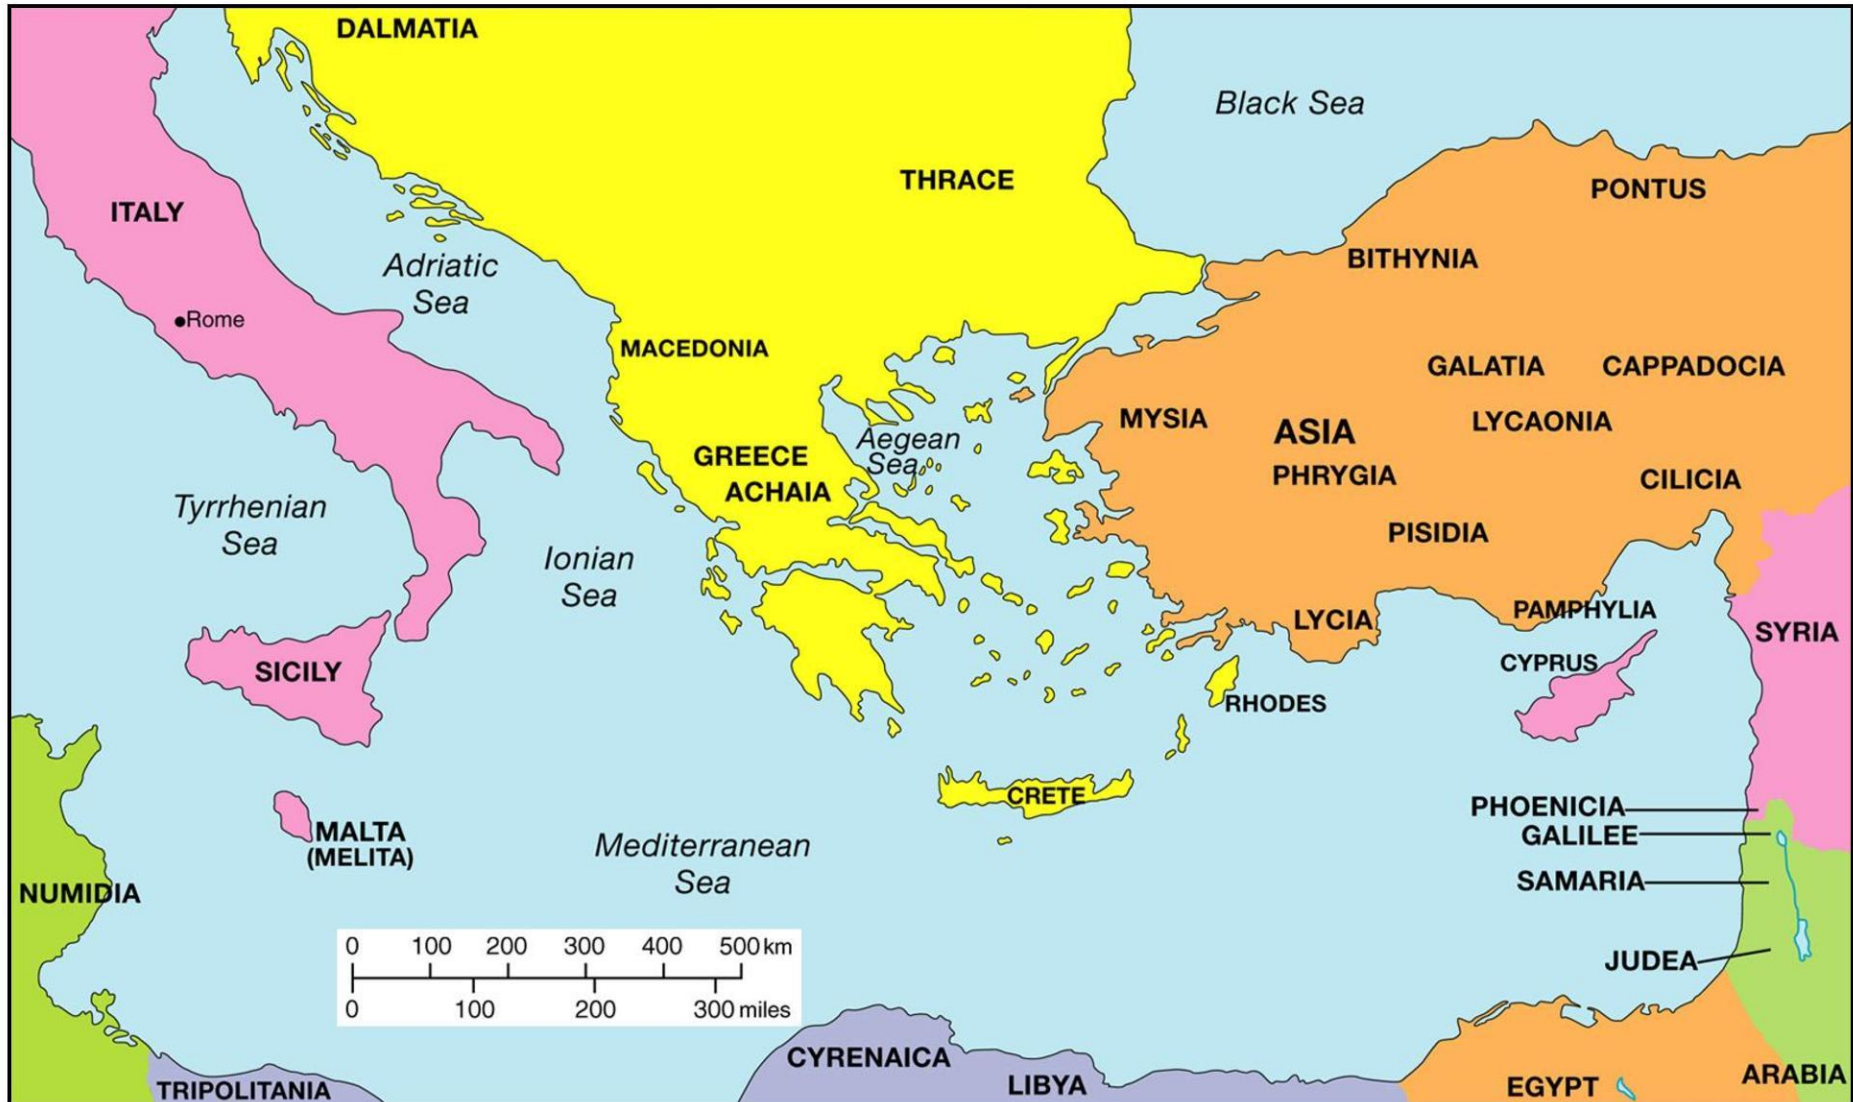 DALMATIA
Black Sea
THRACE
PONTUS
ITALY
BITHYNIA
Adriatic
Sea
Rome
MACEDONIA
GALATIA
CAPPADOCIA
MYSIA
ASIA
LYCAONIA
Aegean
Sea
GREECE
ACHAIA
PHRYGIA
CILICIA
Tyrrhenian
Sea
PISIDIA
Ionian
Sea
LYCIA
PAMPHYLIA
SYRIA
SICILY
CYPRUS
RHODES
CRETE
PHOENICIA
GALILEE
MALTA
(MELITA)
Mediterranean
Sea
SAMARIA
NUMIDIA
JUDEA
0 100 200 300 400 500 km
0 100 200 300 miles
CYRENAICA
LIBYA
TRIPOLITANIA
EGYPT
ARABIA